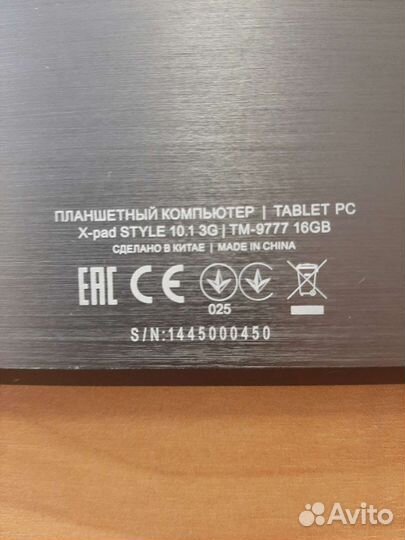 ПЛАНШЕТНЫЙ КОМПЬЮТЕР | TABLET PC
X-pad STYLE 10.1 3G | TM-9777 16GB
СДЕЛАНО В КИТАЕ | MADE IN CHINA
EAC CE
025
S/N:1445000450
Avito